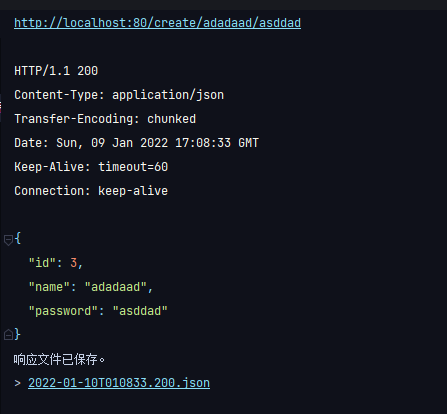 http://localhost:80/create/adadaad/asddad
HTTP/1.1 200
Content-Type: application/json
Transfer-Encoding: chunked
Date: Sun, 09 Jan 2022 17:08:33 GMT
Keep-Alive: timeout=60
Connection: keep-alive
{
"id": 3,
"name": "adadaad",
"password": "asddad"
}
响应文件已保存。
> 2022-01-10T010833.200.json